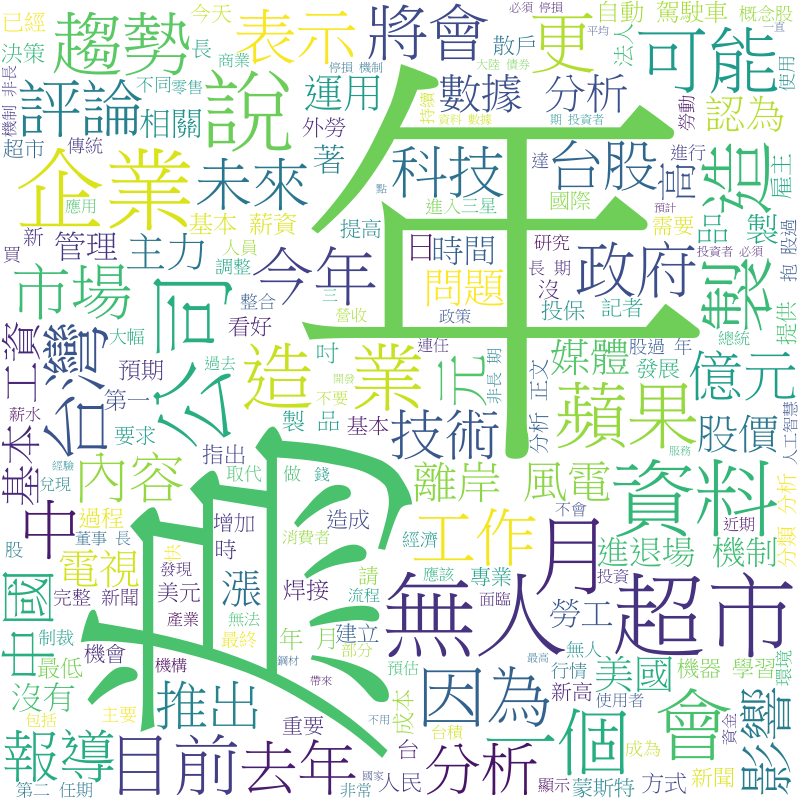 年
興
無人 超市
說
企業
可能
趨勢
表示
將會
更
評論
相關
運用
數據 分析
認為
科技
台股
造
製
未來
政府
今年
市場
公司
台灣
造 業
元
媒體
億元
蘋果
股價
技術
內容
離岸 風電
資料
工作
月
中
中國
電視
漲
進退場 機制
因為
推出
報導
目前
去年
分析
一個
會
影響
美國
勞工
沒有
管理
主力
時間
日
問題
高
品 製
基本 工資
基本 薪資
著
外勞
散戶
法人
自動 駕駛車
概念股
必須 停損
平均
一直
已經
今天
決策
長
商業
停損 機制
大陸 債券
使用
不同
零售
非長
機制
超市
傳統
持續
資料 數據
期 投資者
勞動
達
進行
雇主
應用
點
進入
三星
國際
預計
需要
買
新
人員
提高
研究
投資者 必須
抱 股過
調整
整合
三
營收
長 期
沒
投保
記者
提供
大幅
看好
政策
總統
預期
過去
吋
連任
股過 年
發展
第一
開發
非長 期
正文
薪水
不要
製 品
基本
分析
人工智慧
要求
指出
經驗
兌現
取代
做
錢
服務
過程
增加
造成
消費者
不會
近期
分類
分析
股
董事 長
快
時
經濟
發現
美元
焊接
請
應該
專業
投資
完整 新聞
產業
流程
面臨
制裁
無法
年 月
建立
無人
機器 學習
環境
最低
機會
最終
部分
機構
鋼材
預估
行情
最高
新高
使用者
主要
帶來
成本
資金
包括
重要
台
台積
成為
不用
第二 任期
國家
非常
人民
顯示
蒙斯特
方式
新聞